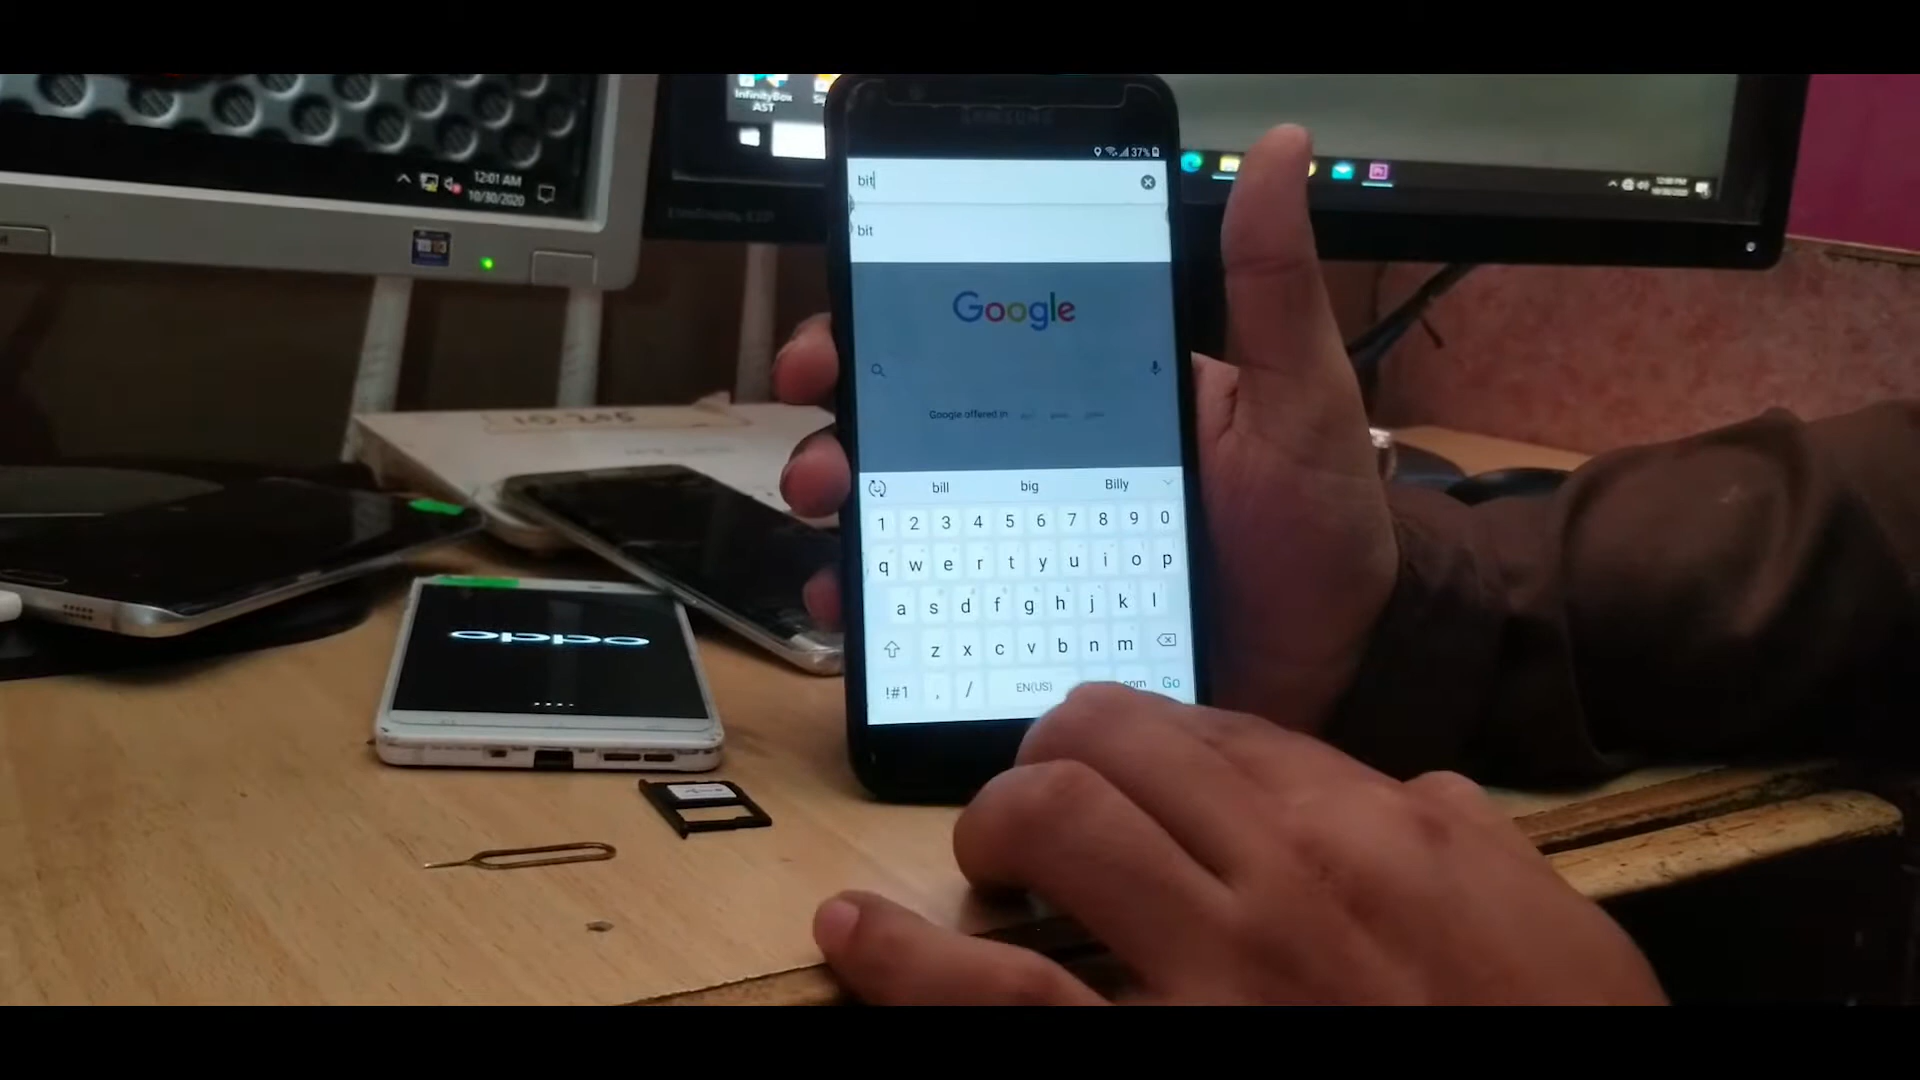 InfinityBox
AST
12:01 AM
10/30/2020
SAMSUNG
37%
bit
bit
Google
Google offered in
bill big Billy
1 2 3 4 5 6 7 8 9 0
q w e r t y u i o p
a s d f g h j k l
z x c v b n m
!#1 , / EN(US) .com Go
oppo